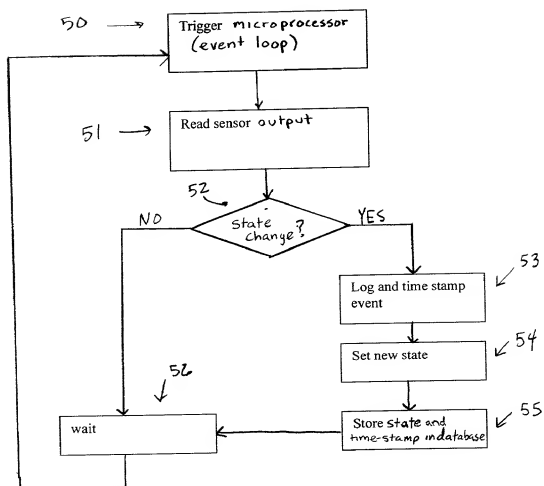 50
Trigger microprocessor
(event loop)
51
Read sensor output
52
State
change?
NO
YES
53
Log and time stamp
event
54
Set new state
56
wait
55
Store state and
time-stamp in database